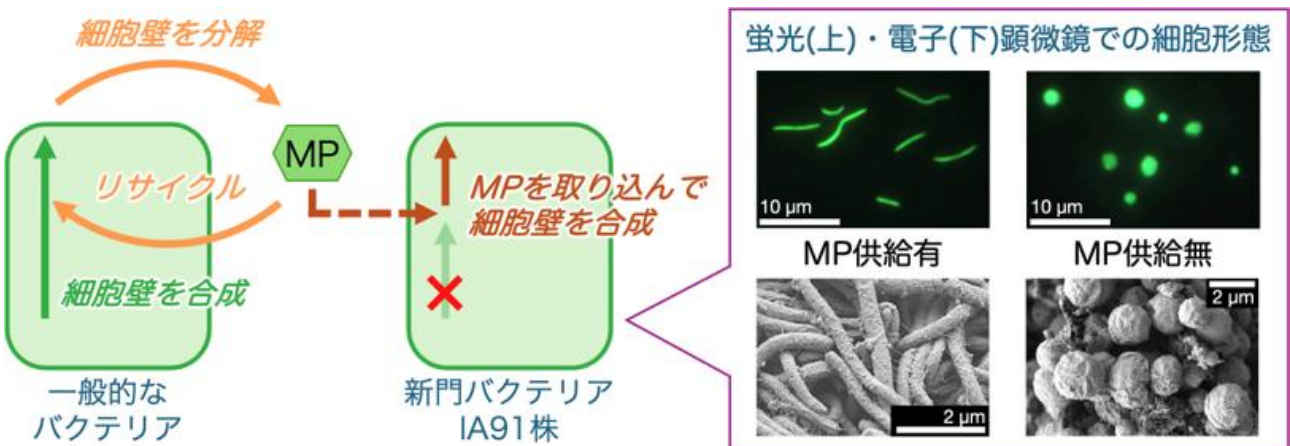 細胞壁を分解
MP
リサイクル
細胞壁を合成
一般的な
バクテリア
MPを取り込んで
細胞壁を合成
新門バクテリア
IA91株
蛍光(上)・電子(下)顕微鏡での細胞形態
10 µm
10 µm
MP供給有
MP供給無
2 µm
2 µm